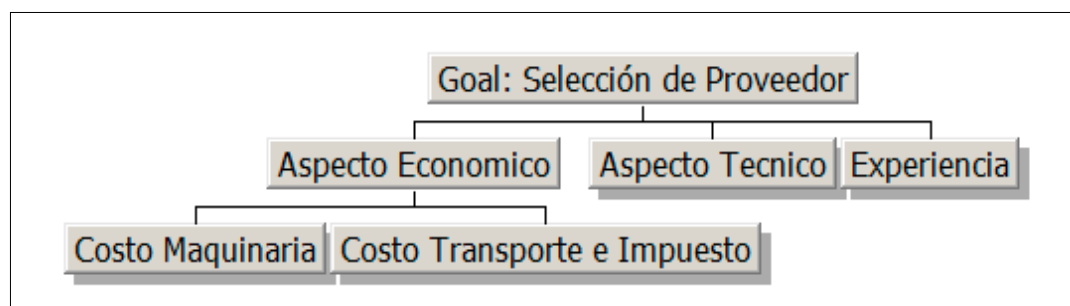 Goal: Selección de Proveedor
Aspecto Economico
Aspecto Tecnico
Experiencia
Costo Maquinaria
Costo Transporte e Impuesto